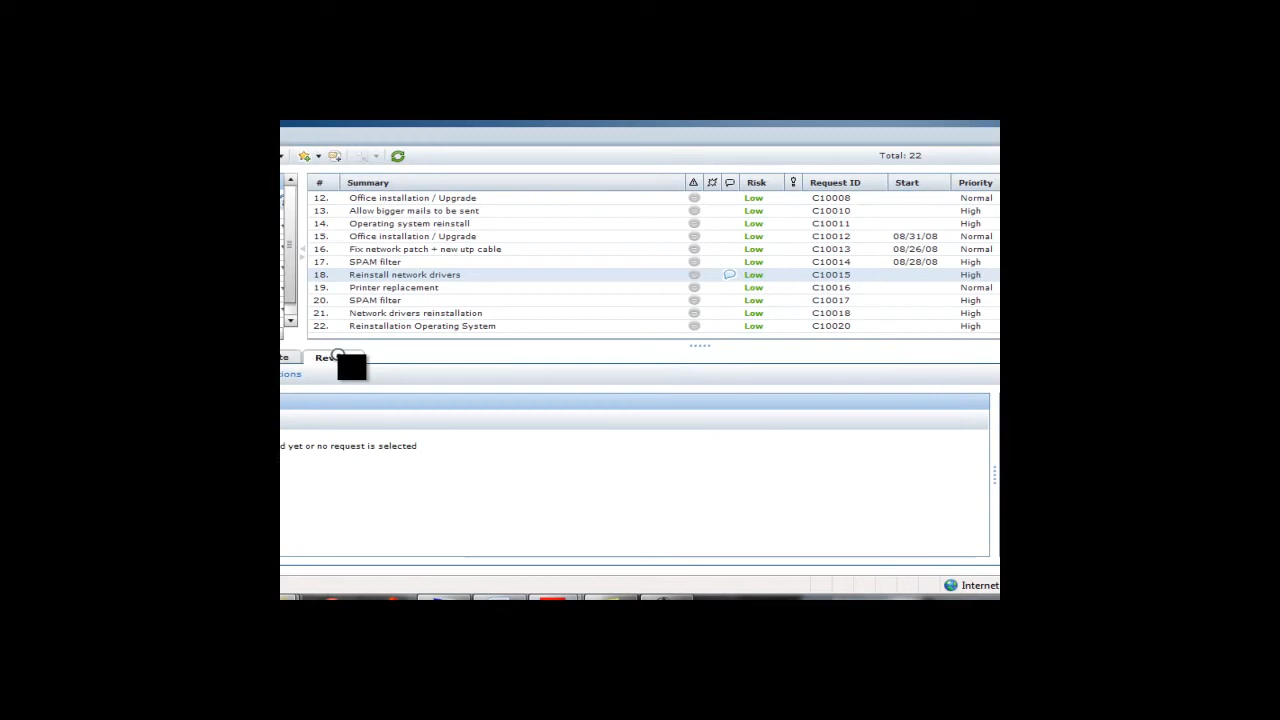 Total: 22
# Summary Risk Request ID Start Priority
12. Office installation / Upgrade Low C10008 Normal
13. Allow bigger mails to be sent Low C10010 High
14. Operating system reinstall Low C10011 High
15. Office installation / Upgrade Low C10012 08/31/08 Normal
16. Fix network patch + new utp cable Low C10013 08/26/08 Normal
17. SPAM filter Low C10014 08/28/08 High
18. Reinstall network drivers Low C10015 High
19. Printer replacement Low C10016 Normal
20. SPAM filter Low C10017 High
21. Network drivers reinstallation Low C10018 High
22. Reinstallation Operating System Low C10020 High
yet or no request is selected
Internet